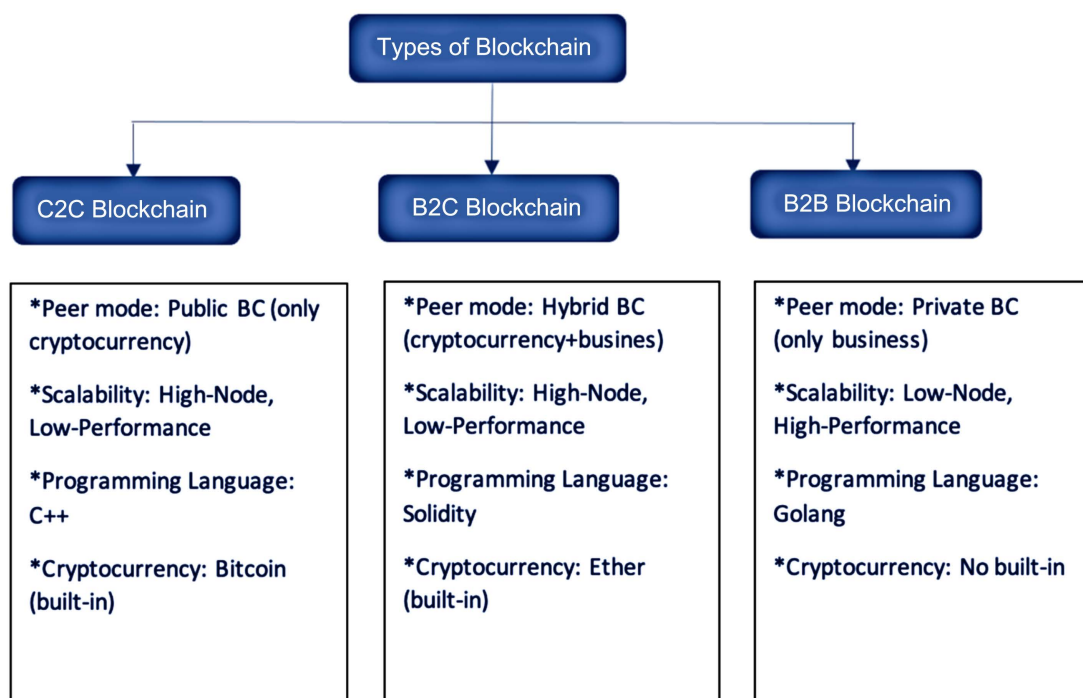 Types of Blockchain
C2C Blockchain
B2C Blockchain
B2B Blockchain
*Peer mode: Public BC (only
cryptocurrency)
*Scalability: High-Node,
Low-Performance
*Programming Language:
C++
*Cryptocurrency: Bitcoin
(built-in)
*Peer mode: Hybrid BC
(cryptocurrency+busines)
*Scalability: High-Node,
Low-Performance
*Programming Language:
Solidity
*Cryptocurrency: Ether
(built-in)
*Peer mode: Private BC
(only business)
*Scalability: Low-Node,
High-Performance
*Programming Language:
Golang
*Cryptocurrency: No built-in